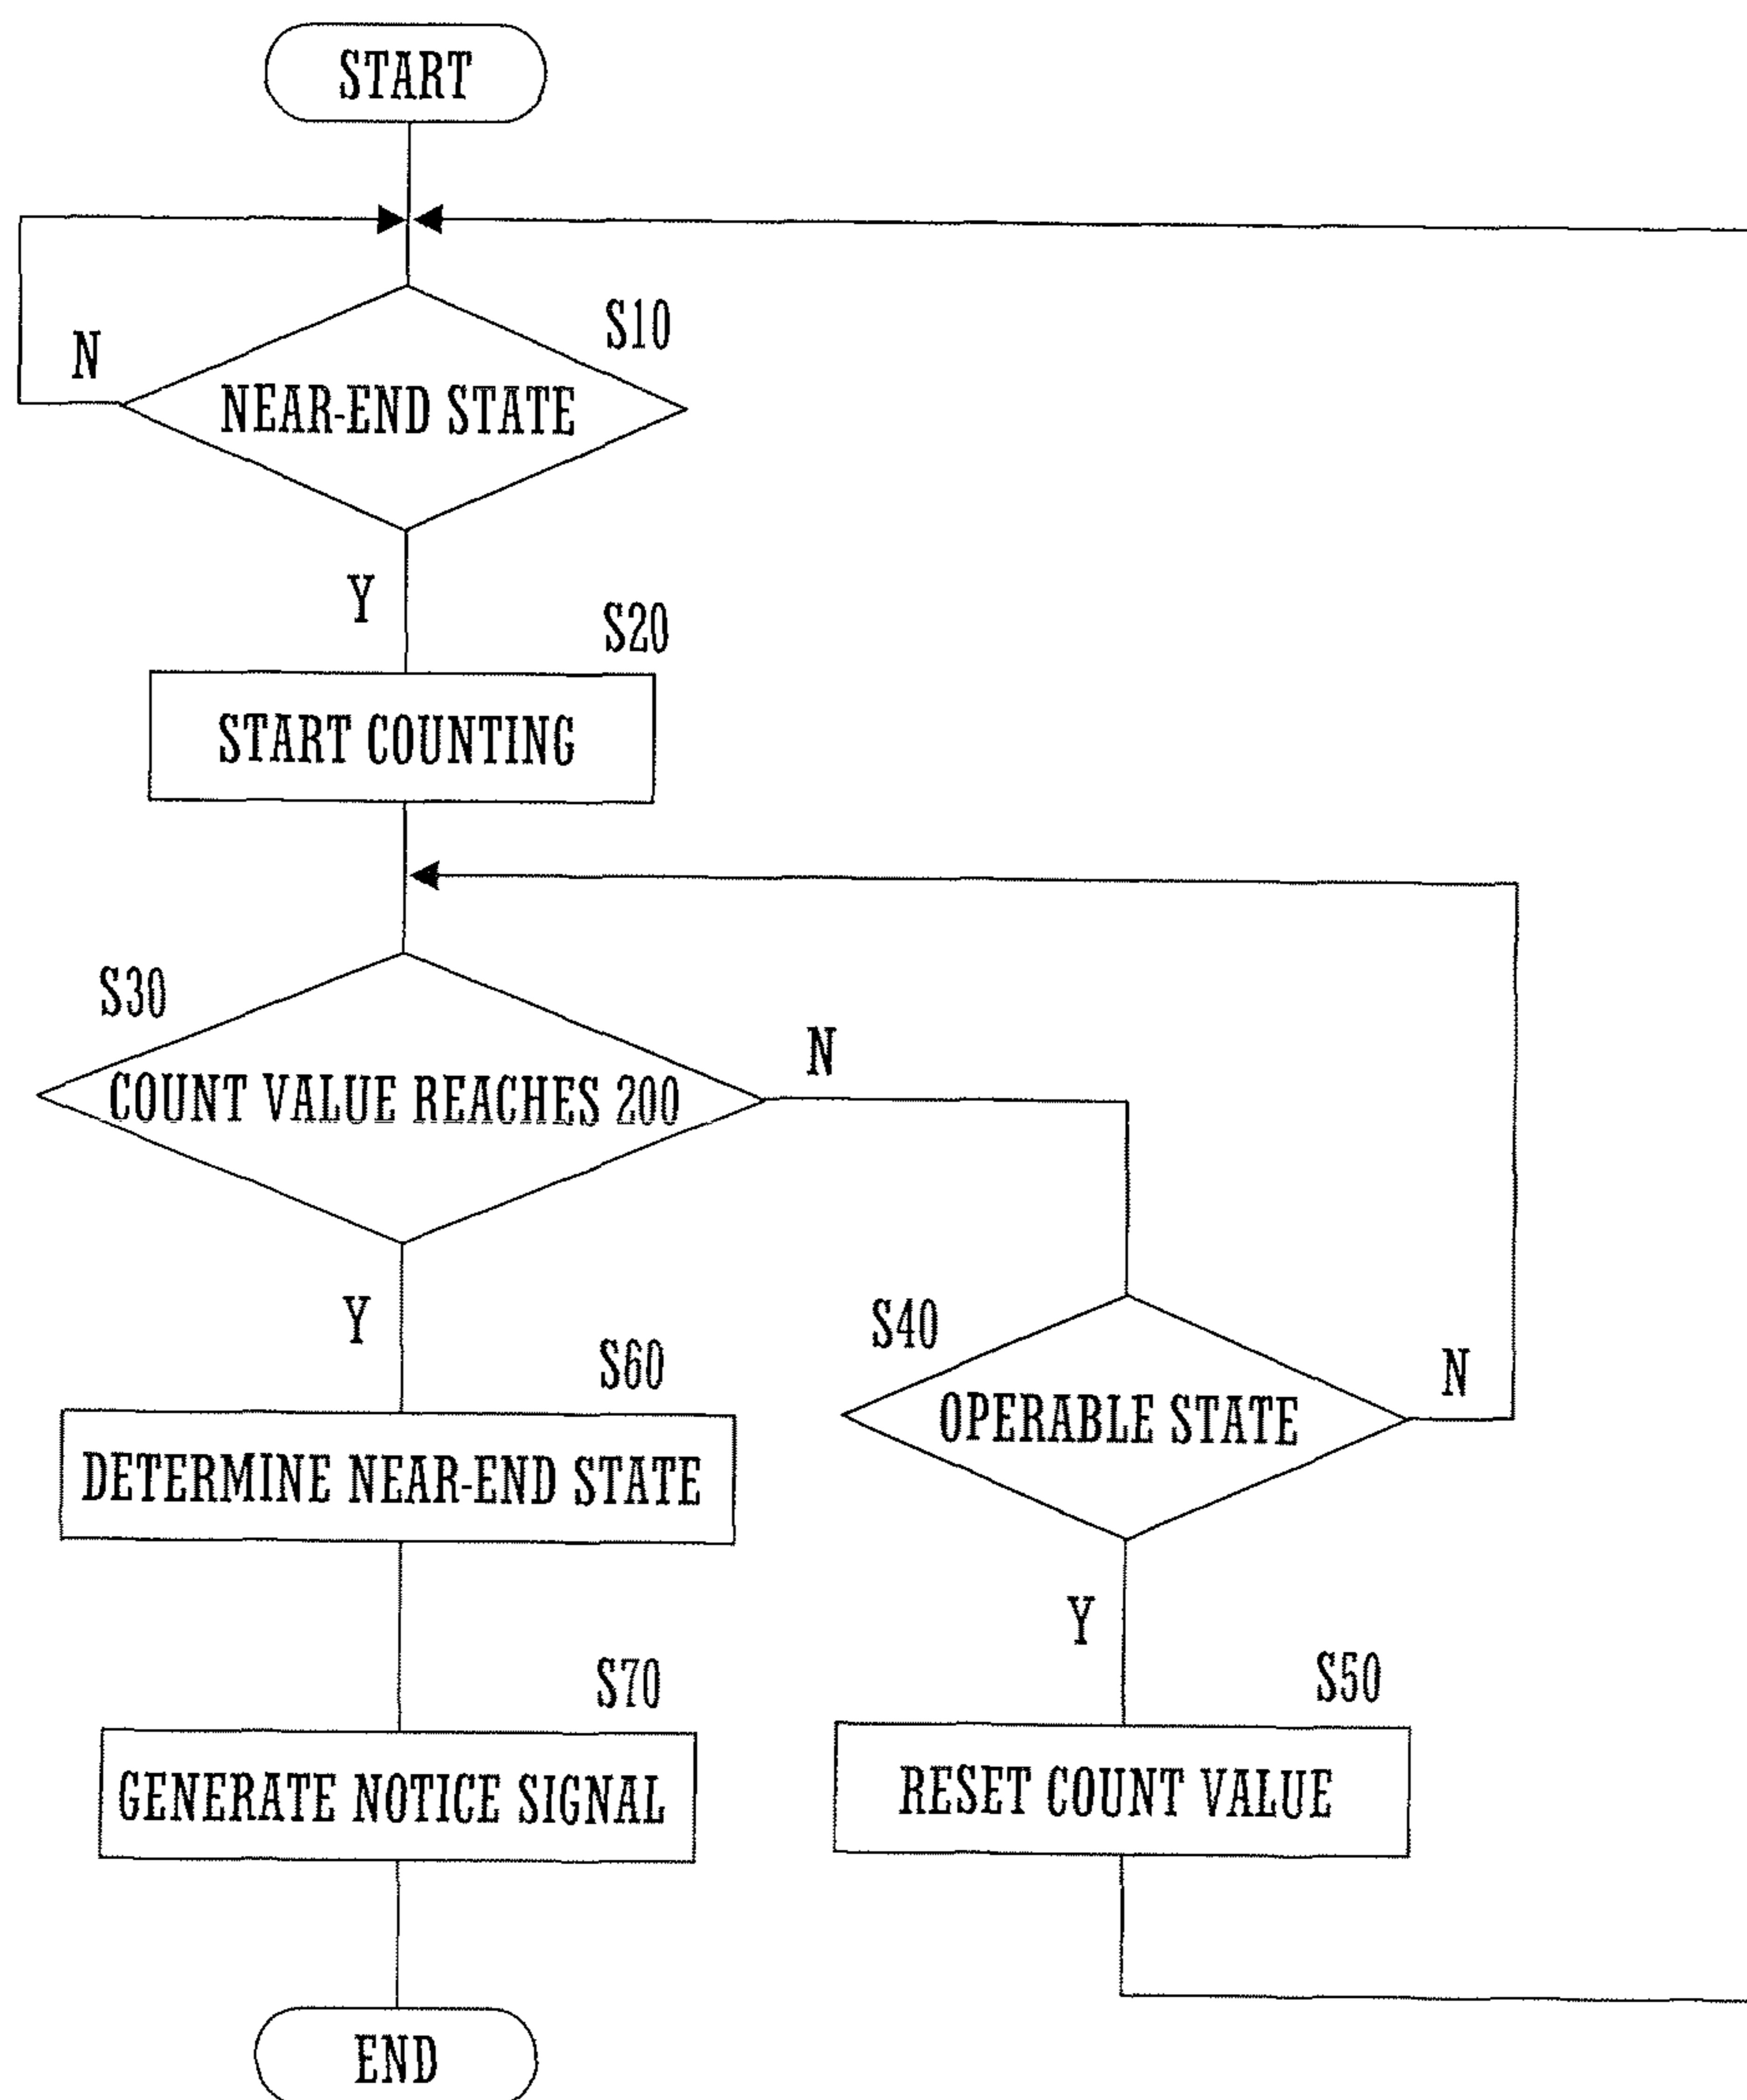 START
S10
N
NEAR-END STATE
Y
S20
START COUNTING
S30
N
COUNT VALUE REACHES 200
Y
S40
S60
N
OPERABLE STATE
DETERMINE NEAR-END STATE
Y
S70
S50
GENERATE NOTICE SIGNAL
RESET COUNT VALUE
END